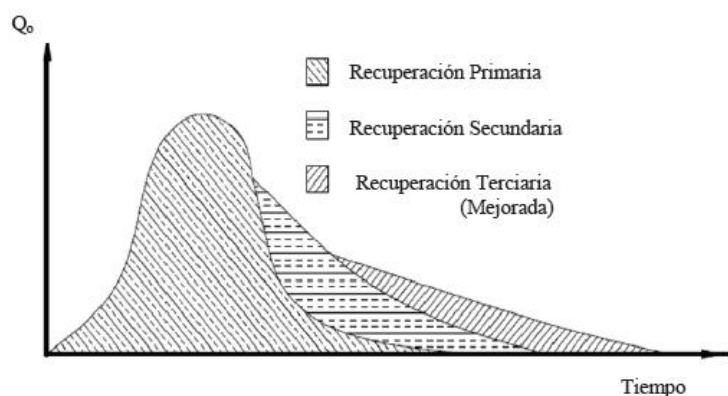 Qₒ
Recuperación Primaria
Recuperación Secundaria
Recuperación Terciaria
(Mejorada)
Tiempo